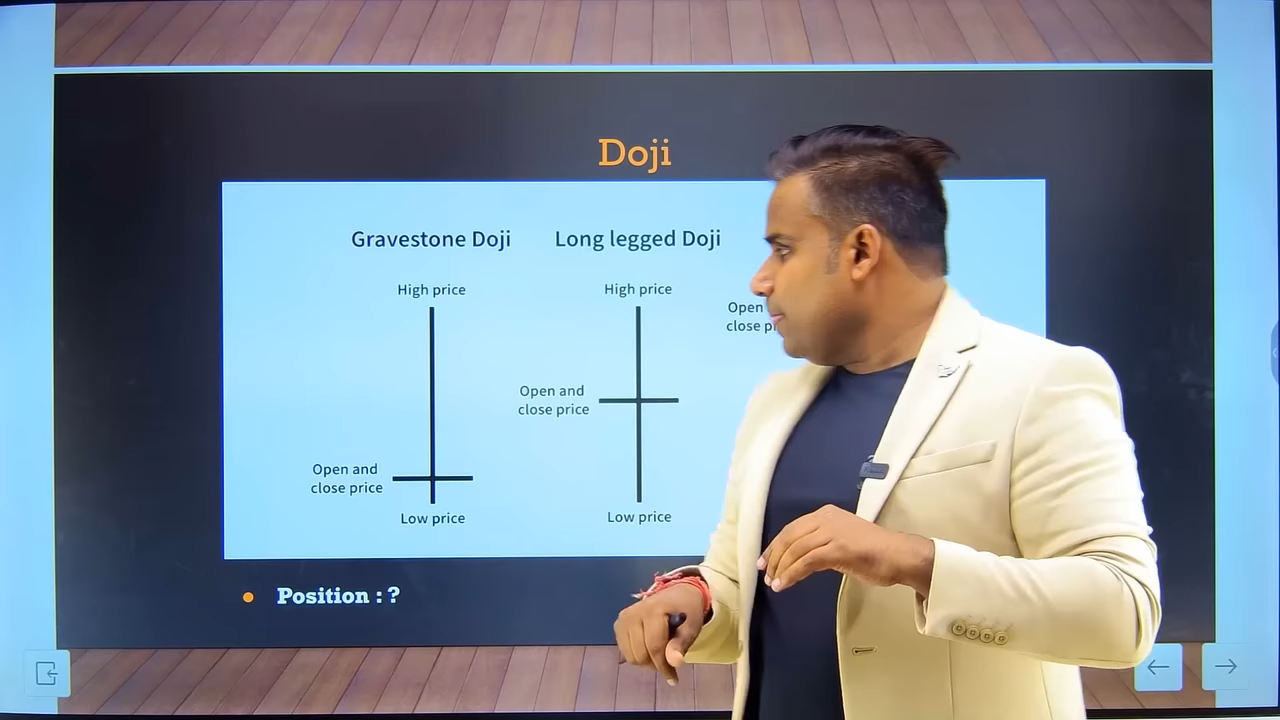 Doji
Gravestone Doji
Long legged Doji
High price
High price
Open
close
Open and
close price
Open and
close price
Low price
Low price
Position : ?